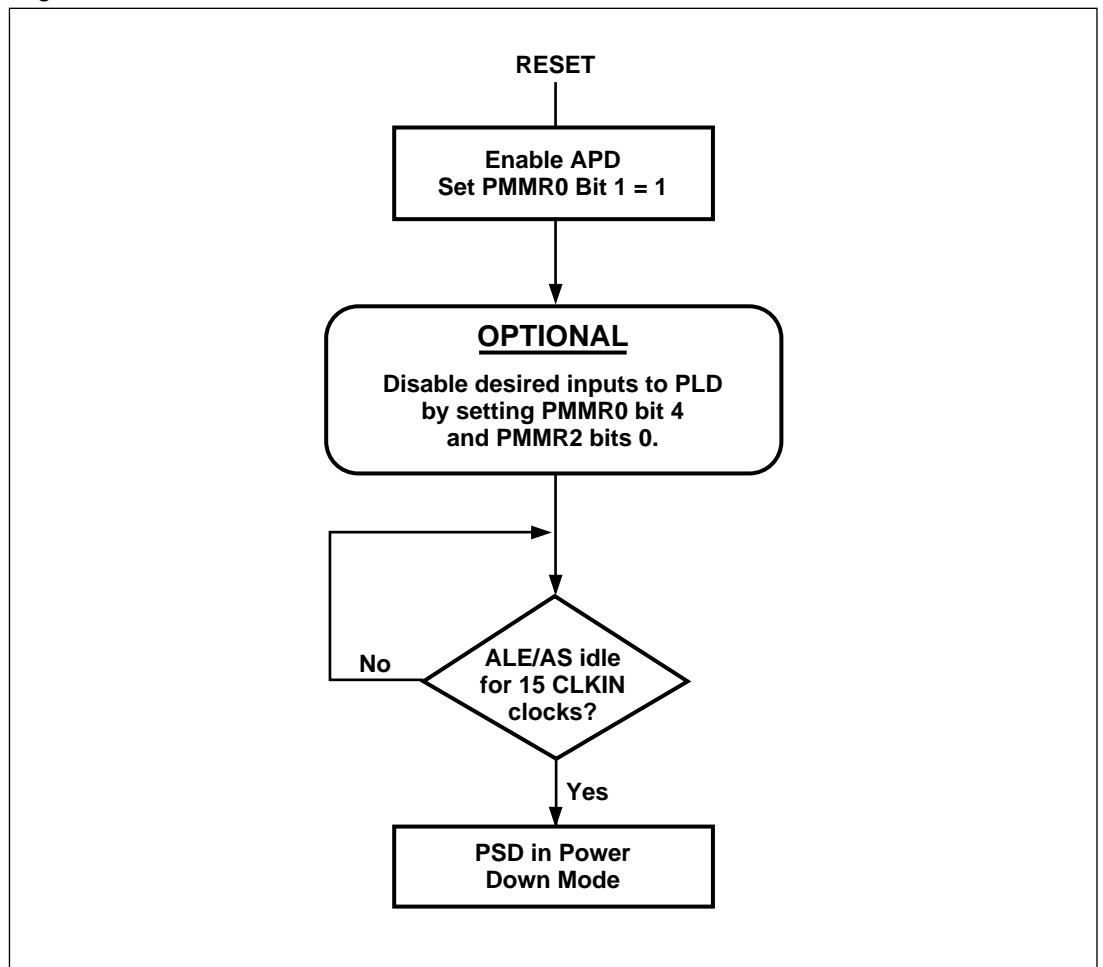 RESET
Enable APD
Set PMMR0 Bit 1 = 1
OPTIONAL
Disable desired inputs to PLD
by setting PMMR0 bit 4
and PMMR2 bits 0.
No
ALE/AS idle
for 15 CLKIN
clocks?
Yes
PSD in Power
Down Mode